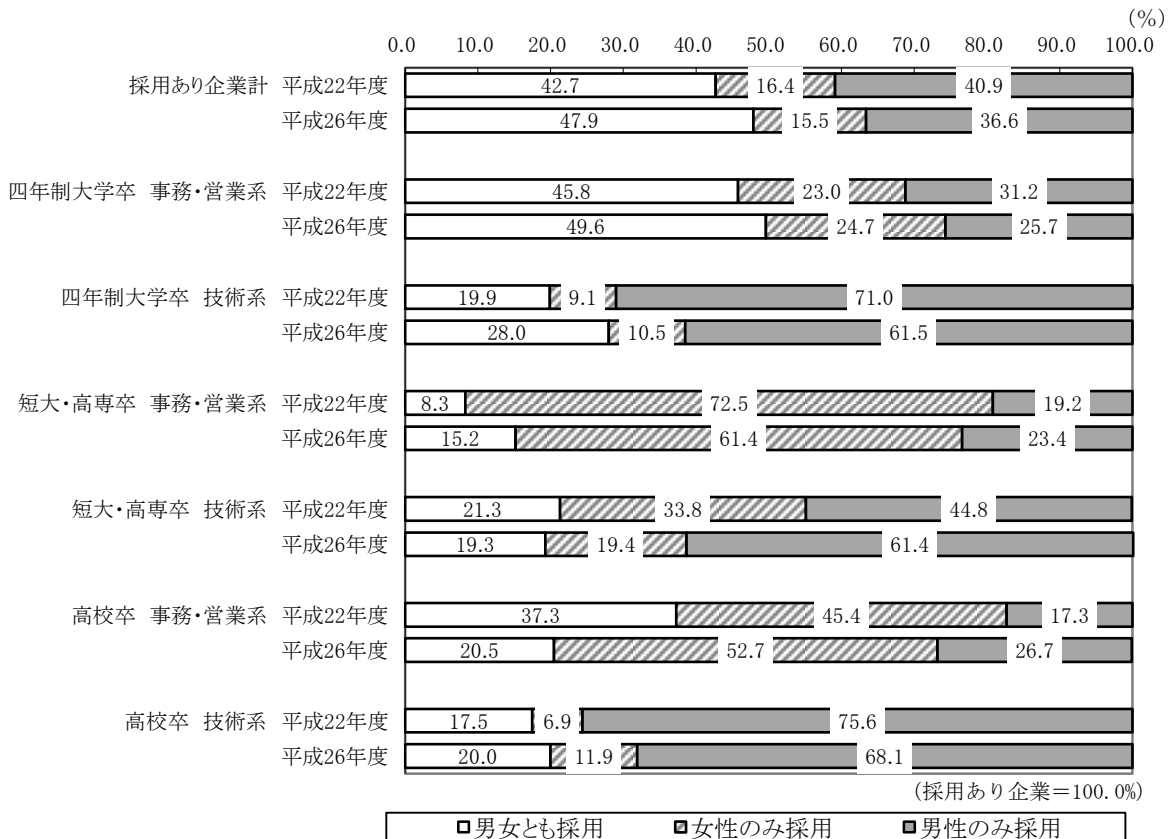 (%)
0.0 10.0 20.0 30.0 40.0 50.0 60.0 70.0 80.0 90.0 100.0
採用あり企業計 平成22年度 42.7 16.4 40.9
平成26年度 47.9 15.5 36.6
四年制大学卒 事務・営業系 平成22年度 45.8 23.0 31.2
平成26年度 49.6 24.7 25.7
四年制大学卒 技術系 平成22年度 19.9 9.1 71.0
平成26年度 28.0 10.5 61.5
短大・高専卒 事務・営業系 平成22年度 8.3 72.5 19.2
平成26年度 15.2 61.4 23.4
短大・高専卒 技術系 平成22年度 21.3 33.8 44.8
平成26年度 19.3 19.4 61.4
高校卒 事務・営業系 平成22年度 37.3 45.4 17.3
平成26年度 20.5 52.7 26.7
高校卒 技術系 平成22年度 17.5 6.9 75.6
平成26年度 20.0 11.9 68.1
(採用あり企業＝100.0%)
男女とも採用 女性のみ採用 男性のみ採用